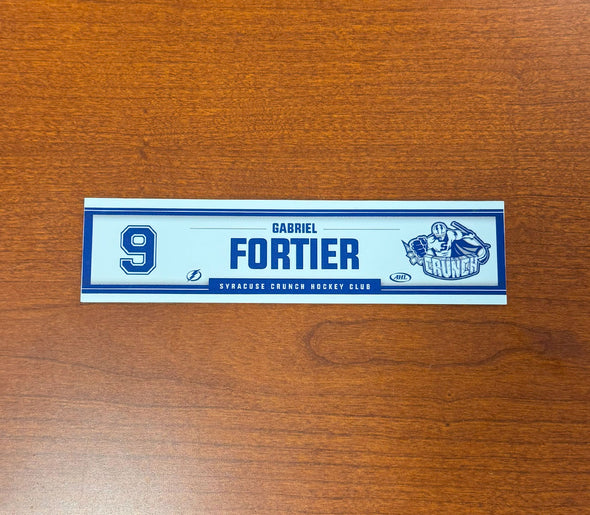 9
GABRIEL
FORTIER
SYRACUSE CRUNCH HOCKEY CLUB
AHL
CRUNCH